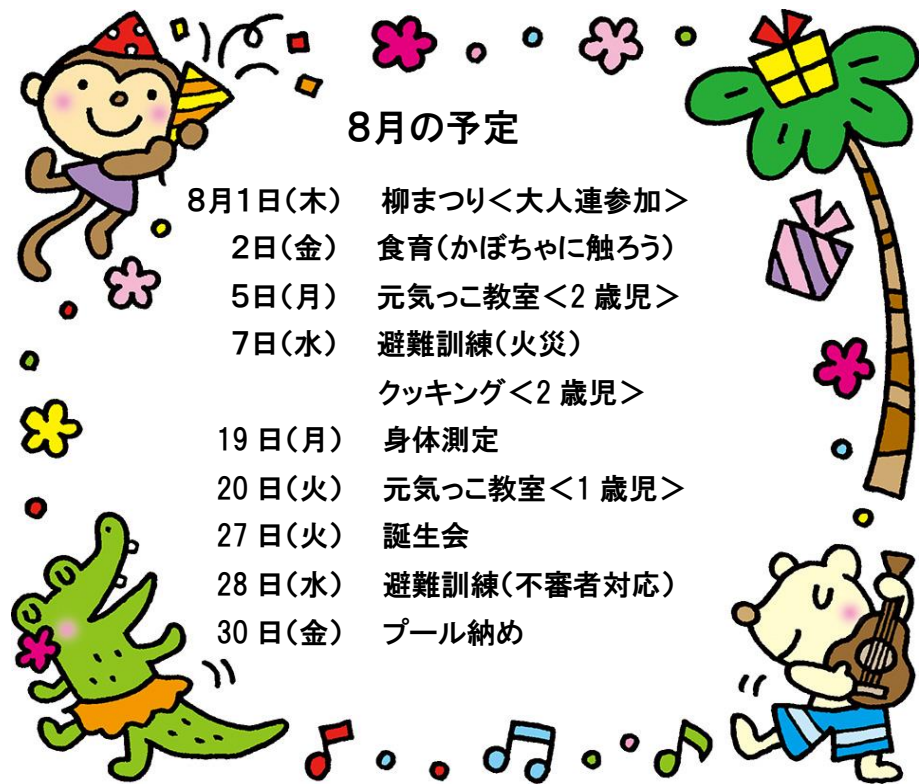 ８月の予定
８月１日（木）　柳まつり＜大人連参加＞
２日（金）　食育（かぼちゃに触ろう）
５日（月）　元気っこ教室＜2 歳児＞
７日（水）　避難訓練（火災）
クッキング＜2 歳児＞
19 日（月）　身体測定
20 日（火）　元気っこ教室＜1 歳児＞
27 日（火）　誕生会
28 日（水）　避難訓練（不審者対応）
30 日（金）　プール納め